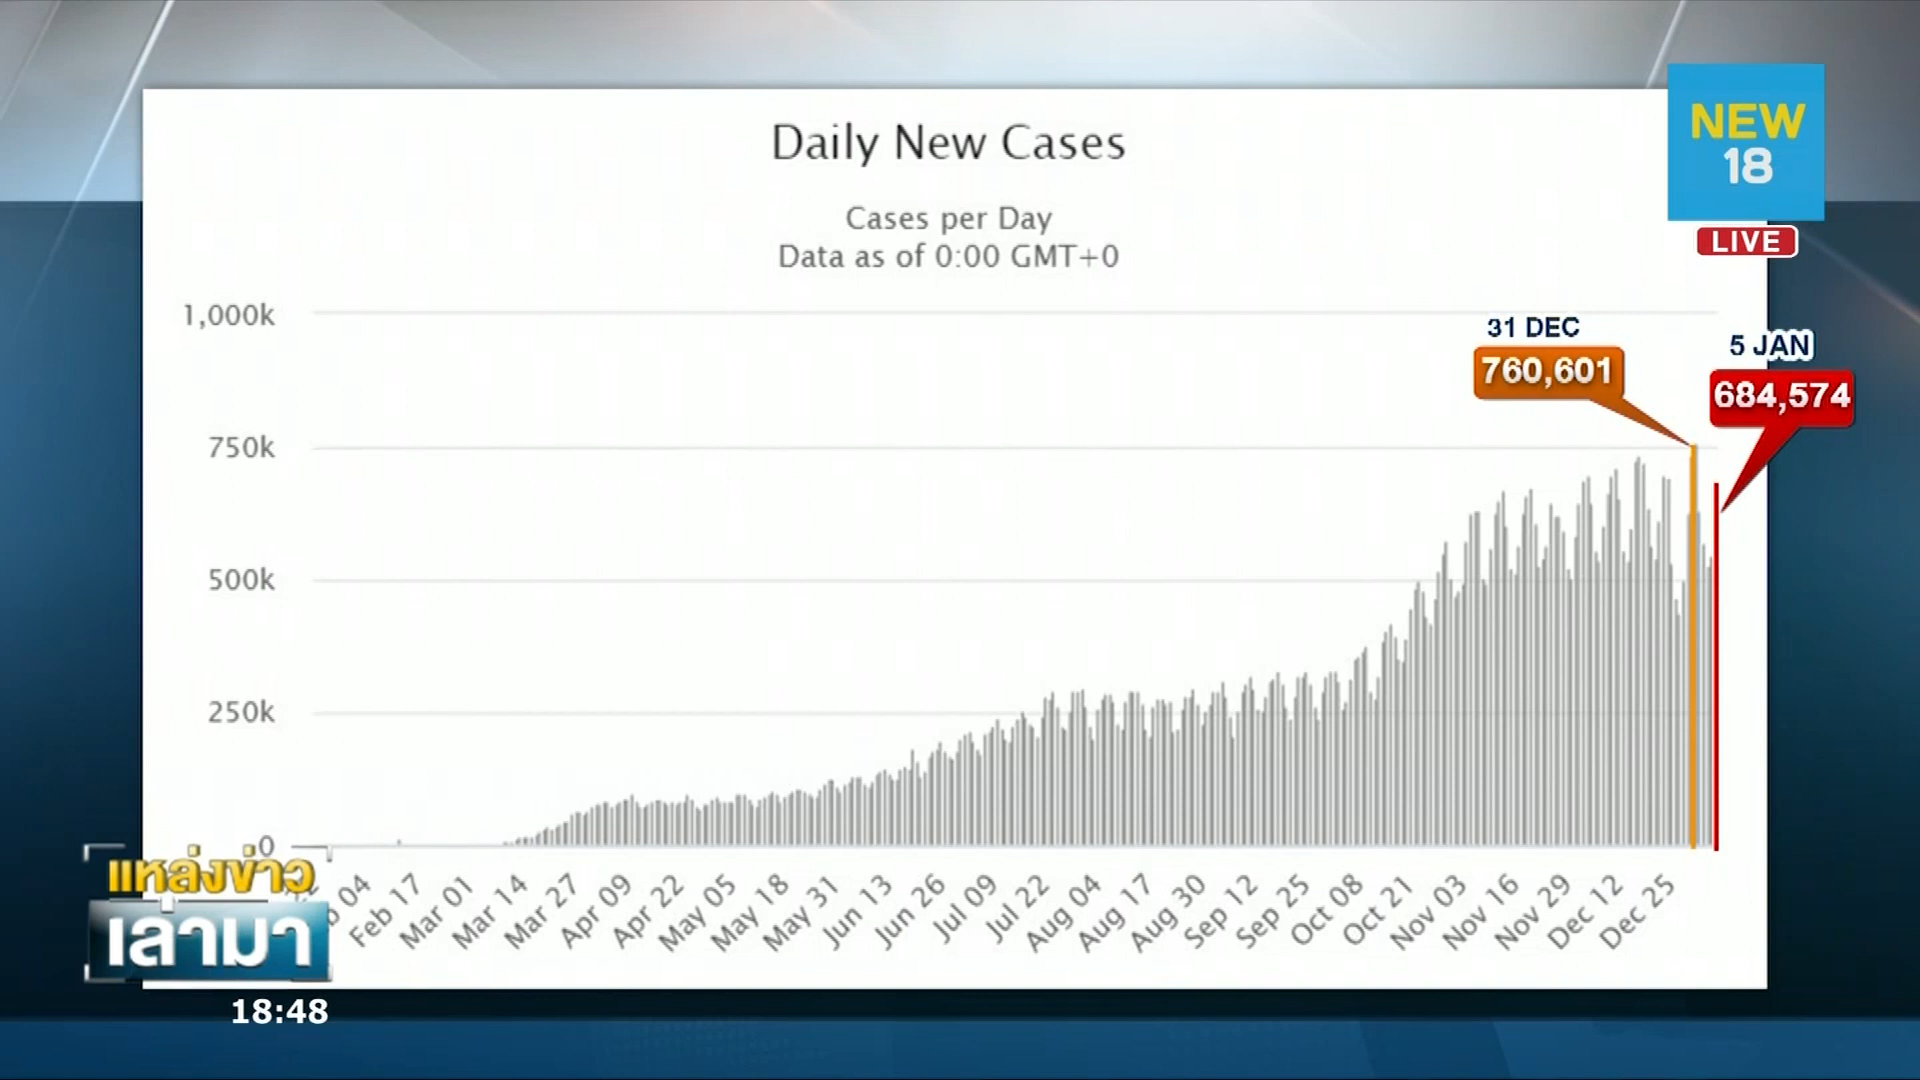 Daily New Cases
Cases per Day
Data as of 0:00 GMT+0
NEW
18
LIVE
1,000k
750k
500k
250k
0
31 DEC
760,601
5 JAN
684,574
04
Feb 17
Mar 01
Mar 14
Mar 27
Apr 09
Apr 22
May 05
May 18
May 31
Jun 13
Jun 26
Jul 09
Jul 22
Aug 04
Aug 17
Aug 30
Sep 12
Sep 25
Oct 08
Oct 21
Nov 03
Nov 16
Nov 29
Dec 12
Dec 25
แหล่งข่าว
เล่ามา
18:48